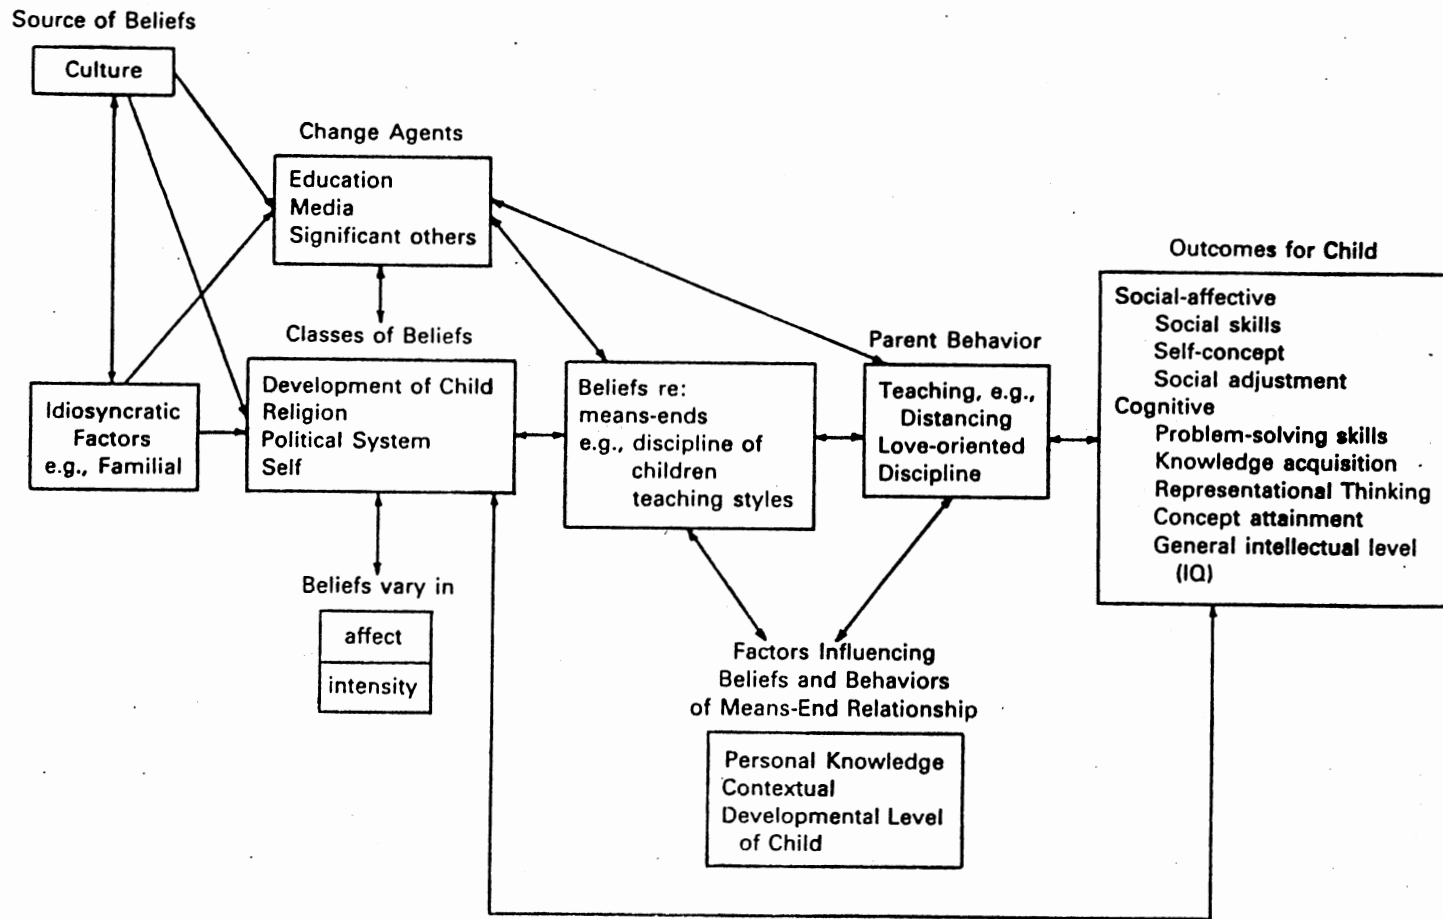 Source of Beliefs
Culture
Change Agents
Education
Media
Significant others
Classes of Beliefs
Development of Child
Religion
Political System
Self
Idiosyncratic
Factors
e.g., Familial
Beliefs vary in
affect
intensity
Beliefs re:
means-ends
e.g., discipline of
children
teaching styles
Parent Behavior
Teaching, e.g.,
Distancing
Love-oriented
Discipline
Factors Influencing
Beliefs and Behaviors
of Means-End Relationship
Personal Knowledge
Contextual
Developmental Level
of Child
Outcomes for Child
Social-affective
Social skills
Self-concept
Social adjustment
Cognitive
Problem-solving skills
Knowledge acquisition
Representational Thinking
Concept attainment
General intellectual level
(IQ)